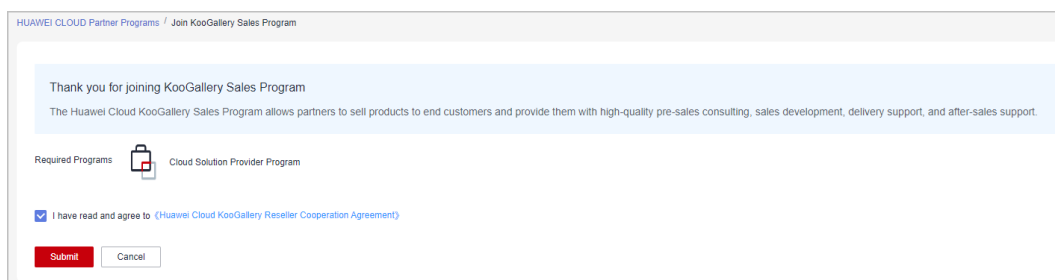 HUAWEI CLOUD Partner Programs / Join KooGallery Sales Program
Thank you for joining KooGallery Sales Program
The Huawei Cloud KooGallery Sales Program allows partners to sell products to end customers and provide them with high-quality pre-sales consulting, sales development, delivery support, and after-sales support.
Required Programs Cloud Solution Provider Program
I have read and agree to 《Huawei Cloud KooGallery Reseller Cooperation Agreement》
Submit Cancel